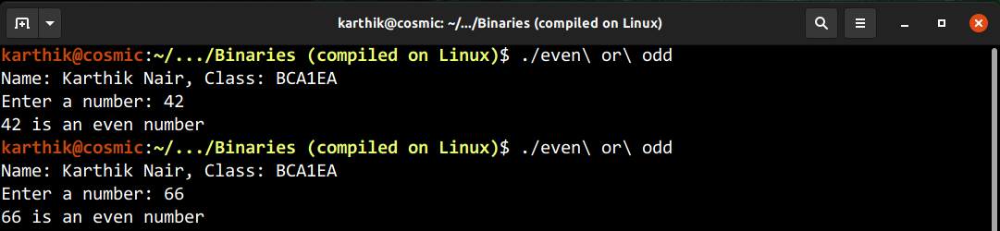 karthik@cosmic: ~/.../Binaries (compiled on Linux)
karthik@cosmic:~/.../Binaries (compiled on Linux)$ ./even\ or\ odd
Name: Karthik Nair, Class: BCA1EA
Enter a number: 42
42 is an even number
karthik@cosmic:~/.../Binaries (compiled on Linux)$ ./even\ or\ odd
Name: Karthik Nair, Class: BCA1EA
Enter a number: 66
66 is an even number